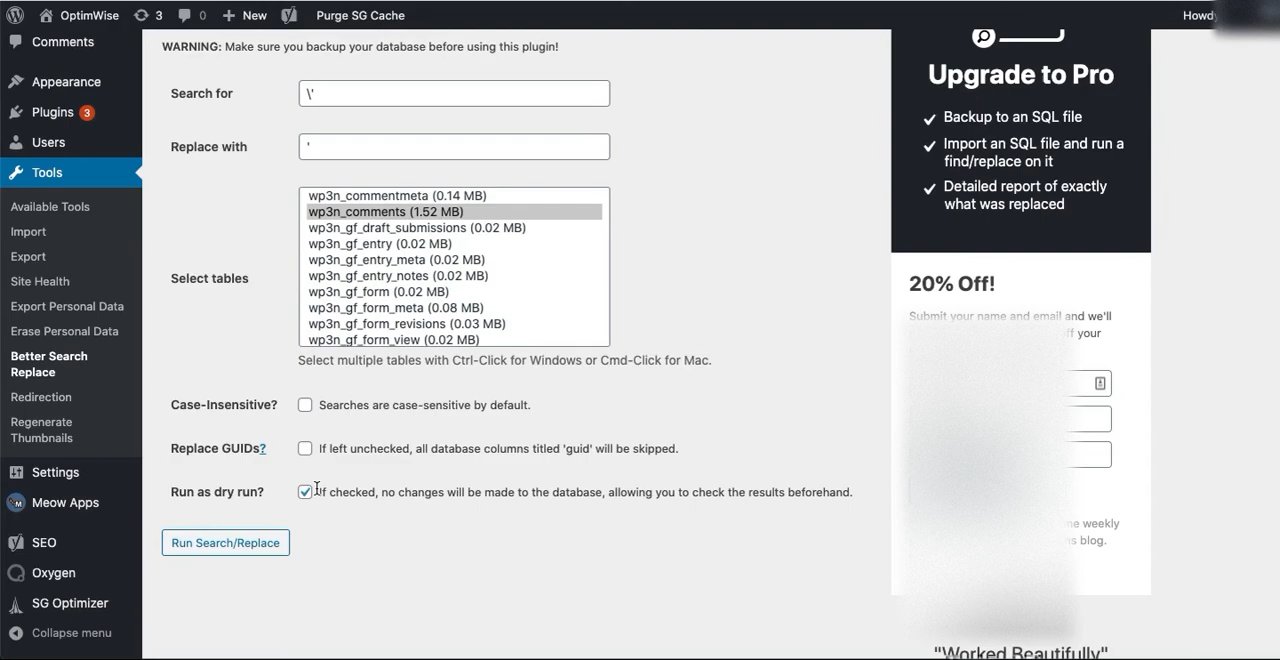 OptimWise 3 0 New Purge SG Cache
Comments
Appearance
Plugins 3
Users
Tools
Available Tools
Import
Export
Site Health
Export Personal Data
Erase Personal Data
Better Search
Replace
Redirection
Regenerate
Thumbnails
Settings
Meow Apps
SEO
Oxygen
SG Optimizer
Collapse menu
WARNING: Make sure you backup your database before using this plugin!
Search for
\'
Replace with
'
Select tables
wp3n_commentmeta (0.14 MB)
wp3n_comments (1.52 MB)
wp3n_gf_draft_submissions (0.02 MB)
wp3n_gf_entry (0.02 MB)
wp3n_gf_entry_meta (0.02 MB)
wp3n_gf_entry_notes (0.02 MB)
wp3n_gf_form (0.02 MB)
wp3n_gf_form_meta (0.08 MB)
wp3n_gf_form_revisions (0.03 MB)
wp3n_gf_form_view (0.02 MB)
Select multiple tables with Ctrl-Click for Windows or Cmd-Click for Mac.
Case-Insensitive? Searches are case-sensitive by default.
Replace GUIDs? If left unchecked, all database columns titled 'guid' will be skipped.
Run as dry run? If checked, no changes will be made to the database, allowing you to check the results beforehand.
Run Search/Replace
Upgrade to Pro
Backup to an SQL file
Import an SQL file and run a
find/replace on it
Detailed report of exactly
what was replaced
20% Off!
Submit your name and email and we'll
your
weekly
blog.
"Worked Beautifully"